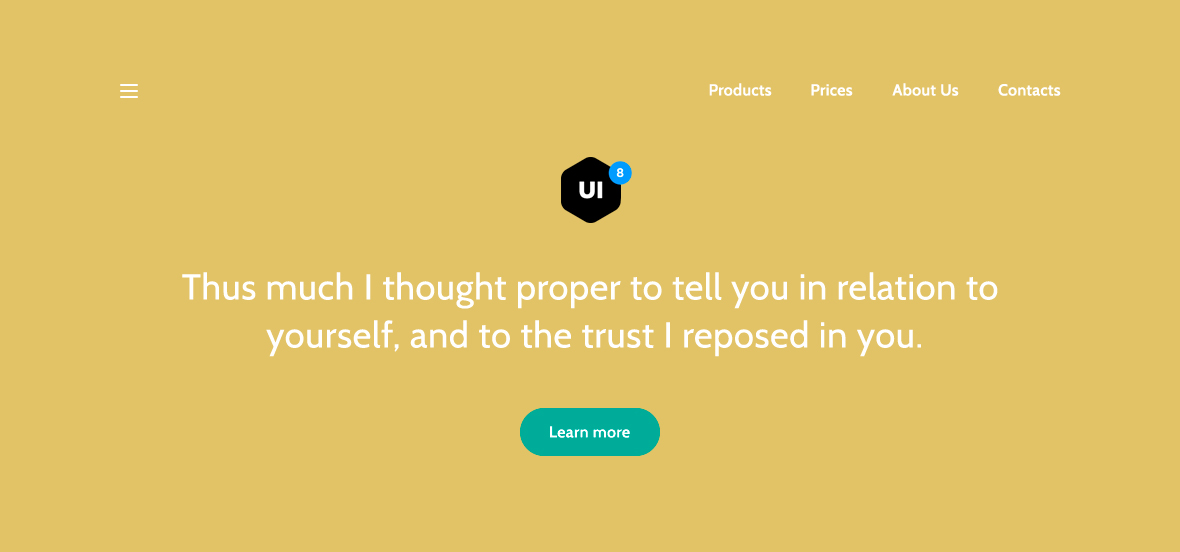 Products Prices About Us Contacts
UI 8
Thus much I thought proper to tell you in relation to
yourself, and to the trust I reposed in you.
Learn more